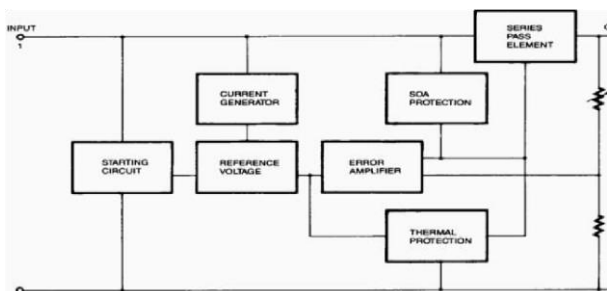 INPUT
1
SERIES
PASS
ELEMENT
CURRENT
GENERATOR
SOA
PROTECTION
STARTING
CIRCUIT
REFERENCE
VOLTAGE
ERROR
AMPLIFIER
THERMAL
PROTECTION